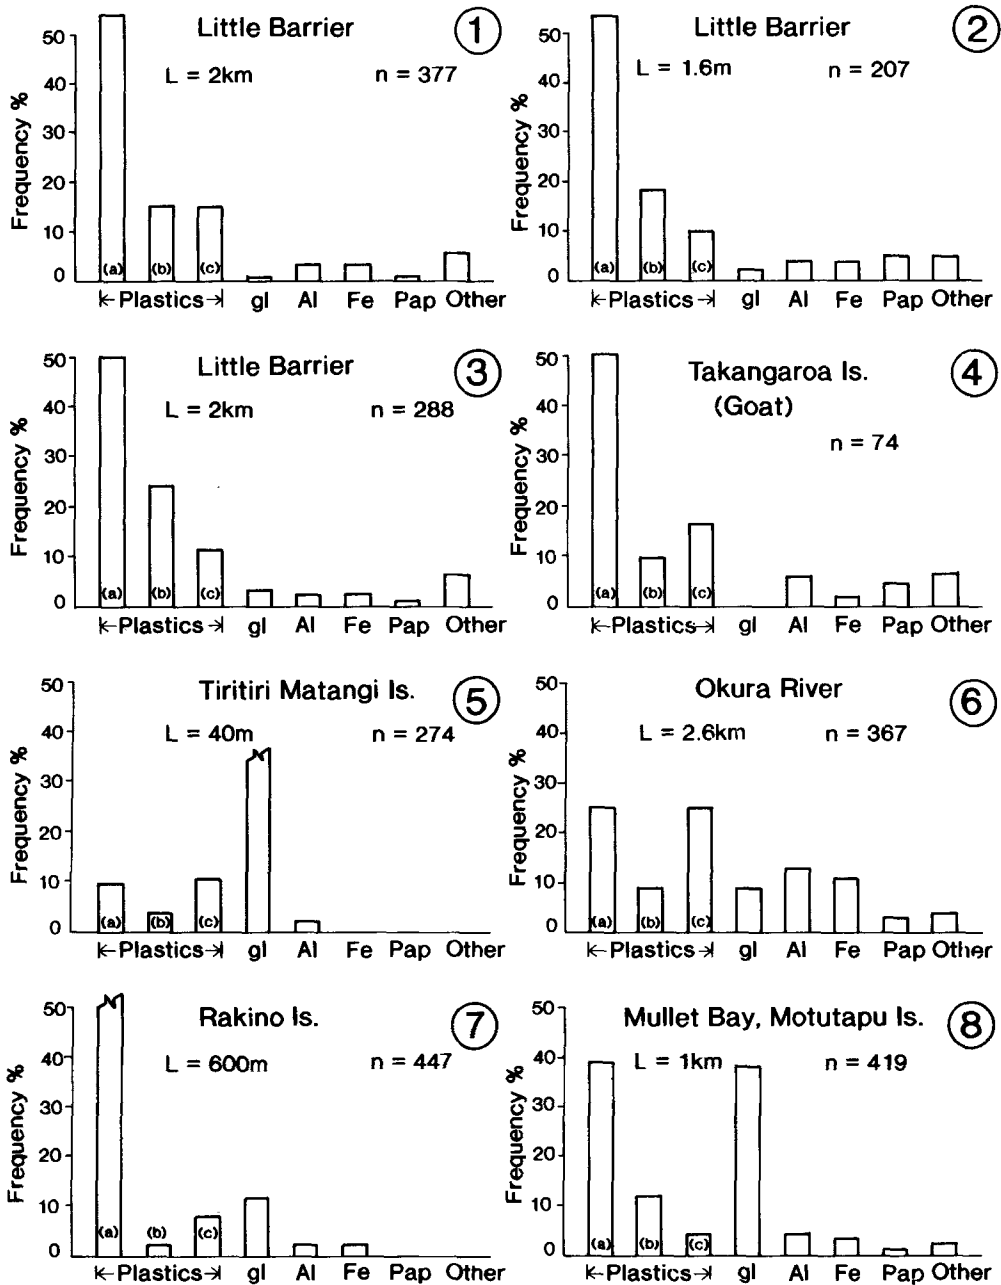 Little Barrier
1
L = 2km n = 377
Frequency %
50
40
30
20
10
0
(a) (b) (c)
Plastics gl Al Fe Pap Other
Little Barrier
2
L = 1.6m n = 207
Frequency %
50
40
30
20
10
0
(a) (b) (c)
Plastics gl Al Fe Pap Other
Little Barrier
3
L = 2km n = 288
Frequency %
50
40
30
20
10
0
(a) (b) (c)
Plastics gl Al Fe Pap Other
Takangaroa Is.
(Goat)
4
n = 74
Frequency %
50
40
30
20
10
0
(a) (b) (c)
Plastics gl Al Fe Pap Other
Tiritiri Matangi Is.
5
L = 40m n = 274
Frequency %
50
40
30
20
10
0
(a) (b) (c)
Plastics gl Al Fe Pap Other
Okura River
6
L = 2.6km n = 367
Frequency %
50
40
30
20
10
0
(a) (b) (c)
Plastics gl Al Fe Pap Other
Rakino Is.
7
L = 600m n = 447
Frequency %
50
40
30
20
10
0
(a) (b) (c)
Plastics gl Al Fe Pap Other
Mullet Bay, Motutapu Is.
8
L = 1km n = 419
Frequency %
50
40
30
20
10
0
(a) (b) (c)
Plastics gl Al Fe Pap Other